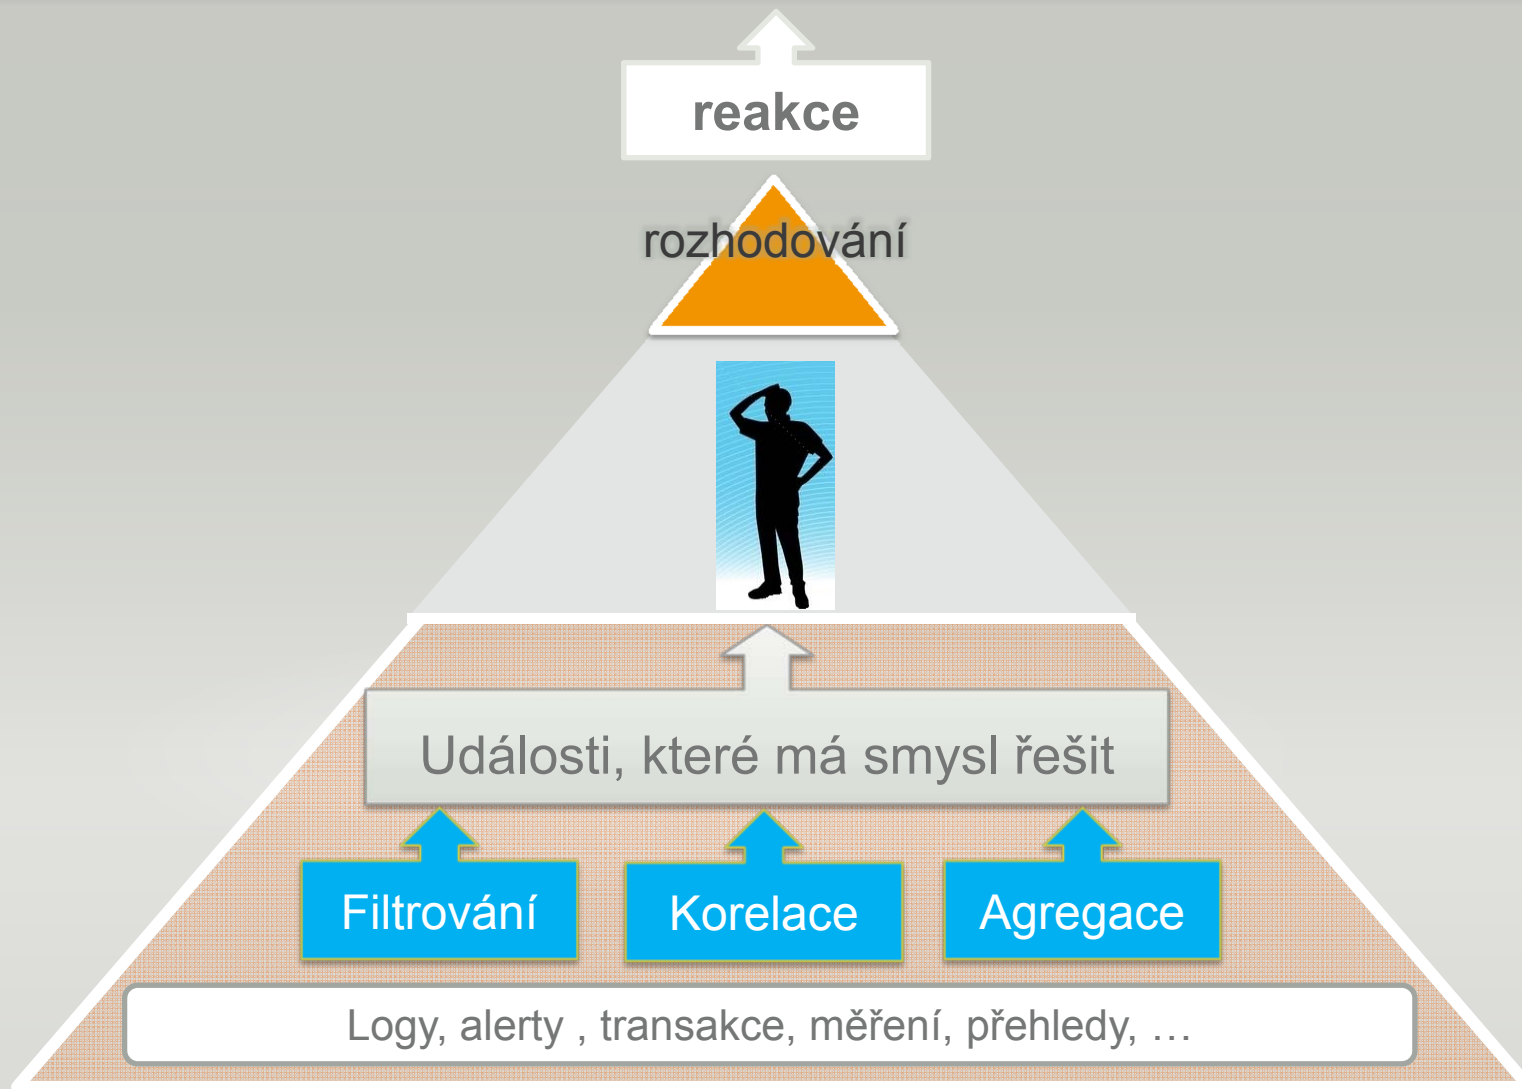 reakce
rozhodování
Události, které má smysl řešit
Filtrování
Korelace
Agregace
Logy, alerty , transakce, měření, přehledy, …